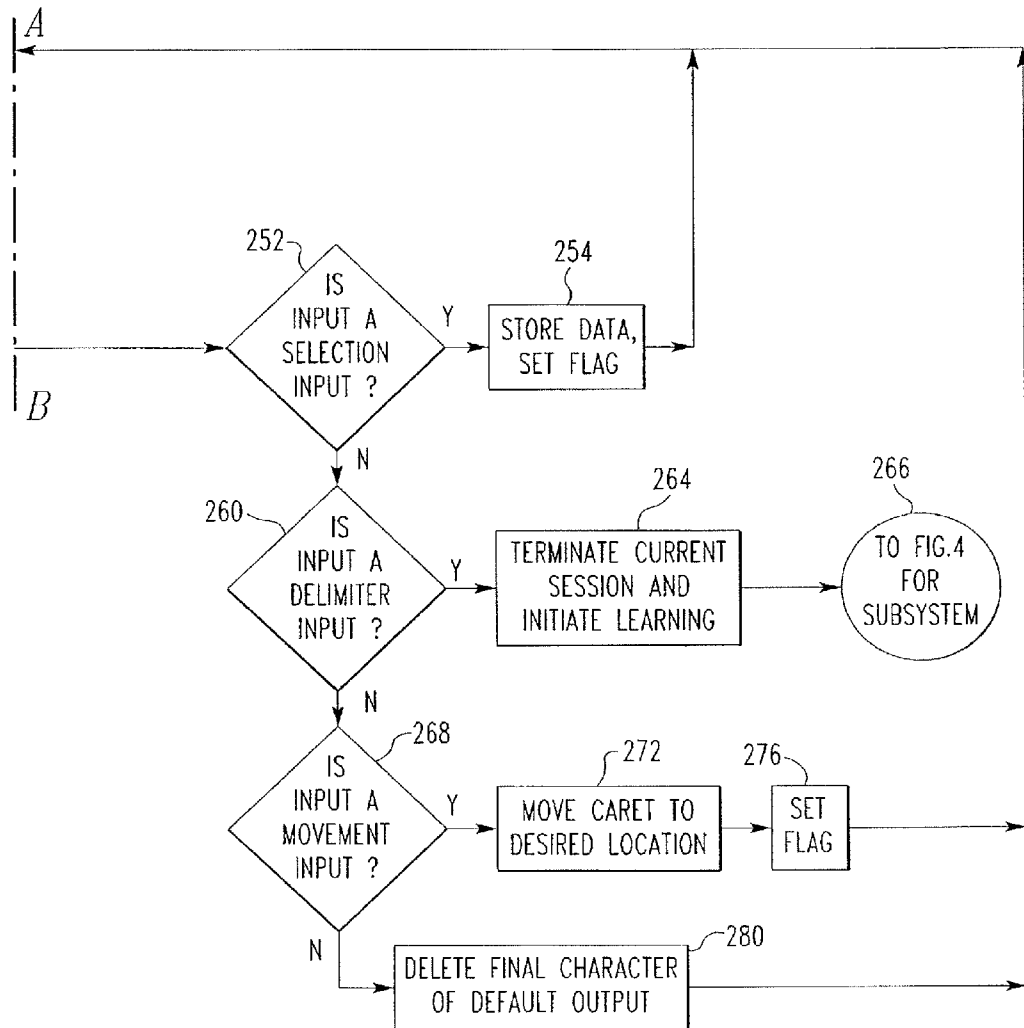 A
252
254
IS
INPUT A
SELECTION
INPUT ?
Y
STORE DATA,
SET FLAG
B
N
260
264
266
IS
INPUT A
DELIMITER
INPUT ?
Y
TERMINATE CURRENT
SESSION AND
INITIATE LEARNING
TO FIG.4
FOR
SUBSYSTEM
N
268
272
276
IS
INPUT A
MOVEMENT
INPUT ?
Y
MOVE CARET TO
DESIRED LOCATION
SET
FLAG
N
280
DELETE FINAL CHARACTER
OF DEFAULT OUTPUT